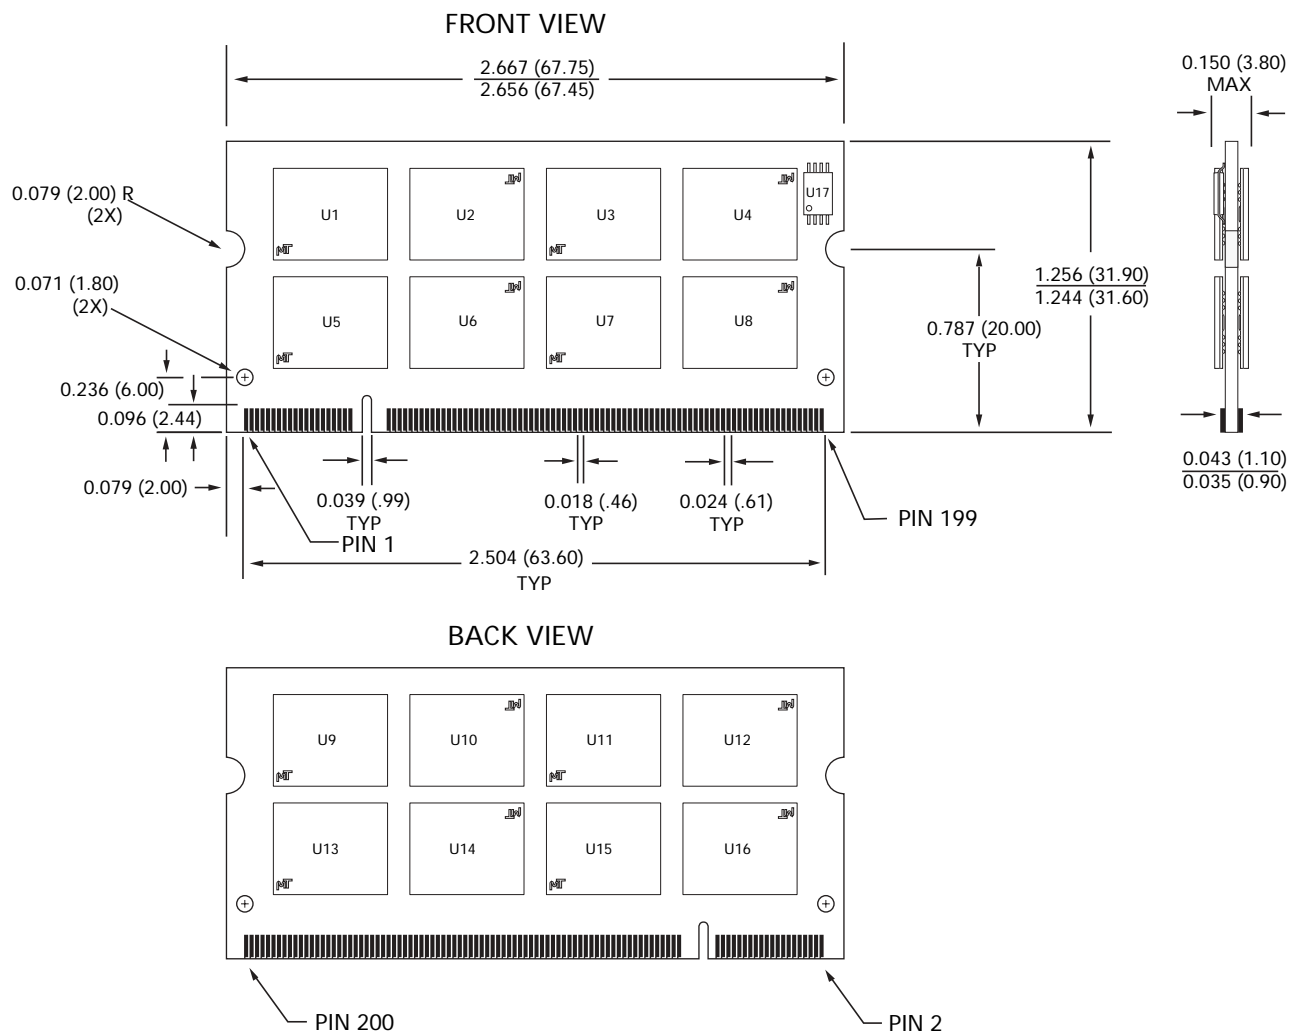 FRONT VIEW
2.667 (67.75)
2.656 (67.45)
0.150 (3.80)
MAX
0.079 (2.00) R
(2X)
U1
U2
U3
U4
U17
0.071 (1.80)
(2X)
1.256 (31.90)
1.244 (31.60)
U5
U6
U7
U8
0.787 (20.00)
TYP
0.236 (6.00)
0.096 (2.44)
0.079 (2.00)
0.039 (.99)
TYP
0.018 (.46)
TYP
0.024 (.61)
TYP
0.043 (1.10)
0.035 (0.90)
PIN 199
PIN 1
2.504 (63.60)
TYP
BACK VIEW
U9
U10
U11
U12
U13
U14
U15
U16
PIN 200
PIN 2